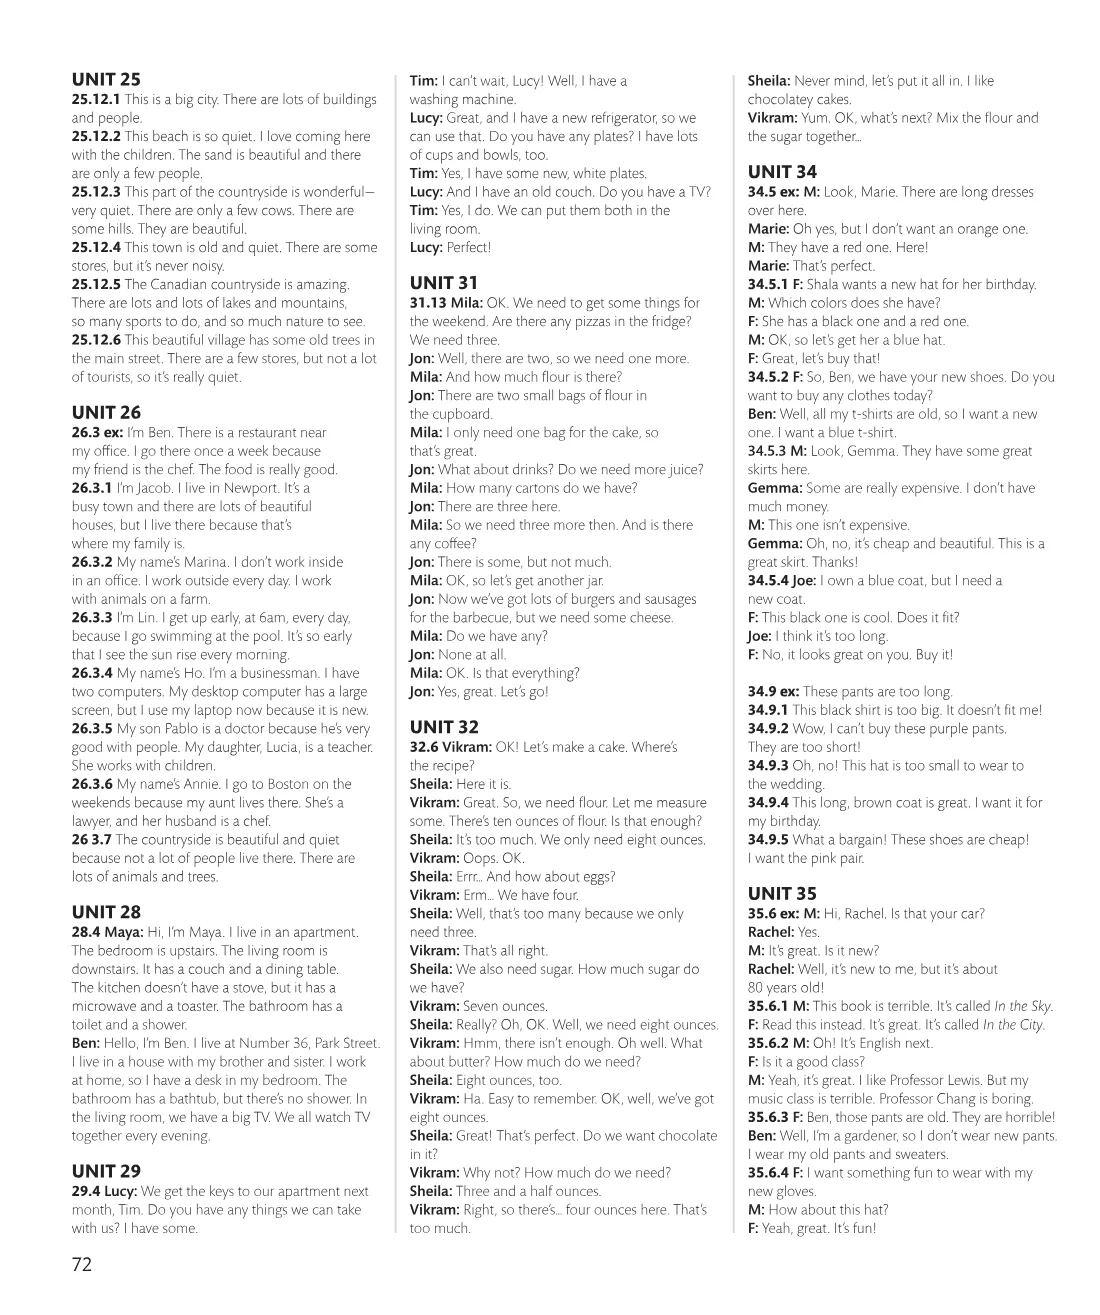 UNIT 25
25.12.1 This is a big city. There are lots of buildings
and people.
25.12.2 This beach is so quiet. I love coming here
with the children. The sand is beautiful and there
are only a few people.
25.12.3 This part of the countryside is wonderful—
very quiet. There are only a few cows. There are
some hills. They are beautiful.
25.12.4 This town is old and quiet. There are some
stores, but it's never noisy.
25.12.5 The Canadian countryside is amazing.
There are lots and lots of lakes and mountains,
so many sports to do, and so much nature to see.
25.12.6 This beautiful village has some old trees in
the main street. There are a few stores, but not a lot
of tourists, so it's really quiet.
UNIT 26
26.3 ex: I'm Ben. There is a restaurant near
my office. I go there once a week because
my friend is the chef. The food is really good.
26.3.1 I'm Jacob. I live in Newport. It's a
busy town and there are lots of beautiful
houses, but I live there because that's
where my family is.
26.3.2 My name's Marina. I don't work inside
in an office. I work outside every day. I work
with animals on a farm.
26.3.3 I'm Lin. I get up early, at 6am, every day,
because I go swimming at the pool. It's so early
that I see the sun rise every morning.
26.3.4 My name's Ho. I'm a businessman. I have
two computers. My desktop computer has a large
screen, but I use my laptop now because it is new.
26.3.5 My son Pablo is a doctor because he's very
good with people. My daughter, Lucia, is a teacher.
She works with children.
26.3.6 My name's Annie. I go to Boston on the
weekends because my aunt lives there. She's a
lawyer, and her husband is a chef.
26 3.7 The countryside is beautiful and quiet
because not a lot of people live there. There are
lots of animals and trees.
UNIT 28
28.4 Maya: Hi, I'm Maya. I live in an apartment.
The bedroom is upstairs. The living room is
downstairs. It has a couch and a dining table.
The kitchen doesn't have a stove, but it has a
microwave and a toaster. The bathroom has a
toilet and a shower.
Ben: Hello, I'm Ben. I live at Number 36, Park Street.
I live in a house with my brother and sister. I work
at home, so I have a desk in my bedroom. The
bathroom has a bathtub, but there's no shower. In
the living room, we have a big TV. We all watch TV
together every evening.
UNIT 29
29.4 Lucy: We get the keys to our apartment next
month, Tim. Do you have any things we can take
with us? I have some.
Tim: I can't wait, Lucy! Well, I have a
washing machine.
Lucy: Great, and I have a new refrigerator, so we
can use that. Do you have any plates? I have lots
of cups and bowls, too.
Tim: Yes, I have some new, white plates.
Lucy: And I have an old couch. Do you have a TV?
Tim: Yes, I do. We can put them both in the
living room.
Lucy: Perfect!
UNIT 31
31.13 Mila: OK. We need to get some things for
the weekend. Are there any pizzas in the fridge?
We need three.
Jon: Well, there are two, so we need one more.
Mila: And how much flour is there?
Jon: There are two small bags of flour in
the cupboard.
Mila: I only need one bag for the cake, so
that's great.
Jon: What about drinks? Do we need more juice?
Mila: How many cartons do we have?
Jon: There are three here.
Mila: So we need three more then. And is there
any coffee?
Jon: There is some, but not much.
Mila: OK, so let's get another jar.
Jon: Now we've got lots of burgers and sausages
for the barbecue, but we need some cheese.
Mila: Do we have any?
Jon: None at all.
Mila: OK. Is that everything?
Jon: Yes, great. Let's go!
UNIT 32
32.6 Vikram: OK! Let's make a cake. Where's
the recipe?
Sheila: Here it is.
Vikram: Great. So, we need flour. Let me measure
some. There's ten ounces of flour. Is that enough?
Sheila: It's too much. We only need eight ounces.
Vikram: Oops. OK.
Sheila: Errr... And how about eggs?
Vikram: Erm... We have four.
Sheila: Well, that's too many because we only
need three.
Vikram: That's all right.
Sheila: We also need sugar. How much sugar do
we have?
Vikram: Seven ounces.
Sheila: Really? Oh, OK. Well, we need eight ounces.
Vikram: Hmm, there isn't enough. Oh well. What
about butter? How much do we need?
Sheila: Eight ounces, too.
Vikram: Ha. Easy to remember. OK, well, we've got
eight ounces.
Sheila: Great! That's perfect. Do we want chocolate
in it?
Vikram: Why not? How much do we need?
Sheila: Three and a half ounces.
Vikram: Right, so there's... four ounces here. That's
too much.
Sheila: Never mind, let's put it all in. I like
chocolatey cakes.
Vikram: Yum. OK, what's next? Mix the flour and
the sugar together...
UNIT 34
34.5 ex: M: Look, Marie. There are long dresses
over here.
Marie: Oh yes, but I don't want an orange one.
M: They have a red one. Here!
Marie: That's perfect.
34.5.1 F: Shala wants a new hat for her birthday.
M: Which colors does she have?
F: She has a black one and a red one.
M: OK, so let's get her a blue hat.
F: Great, let's buy that!
34.5.2 F: So, Ben, we have your new shoes. Do you
want to buy any clothes today?
Ben: Well, all my t-shirts are old, so I want a new
one. I want a blue t-shirt.
34.5.3 M: Look, Gemma. They have some great
skirts here.
Gemma: Some are really expensive. I don't have
much money.
M: This one isn't expensive.
Gemma: Oh, no, it's cheap and beautiful. This is a
great skirt. Thanks!
34.5.4 Joe: I own a blue coat, but I need a
new coat.
F: This black one is cool. Does it fit?
Joe: I think it's too long.
F: No, it looks great on you. Buy it!
34.9 ex: These pants are too long.
34.9.1 This black shirt is too big. It doesn't fit me!
34.9.2 Wow, I can't buy these purple pants.
They are too short!
34.9.3 Oh, no! This hat is too small to wear to
the wedding.
34.9.4 This long, brown coat is great. I want it for
my birthday.
34.9.5 What a bargain! These shoes are cheap!
I want the pink pair.
UNIT 35
35.6 ex: M: Hi, Rachel. Is that your car?
Rachel: Yes.
M: It's great. Is it new?
Rachel: Well, it's new to me, but it's about
80 years old!
35.6.1 M: This book is terrible. It's called In the Sky.
F: Read this instead. It's great. It's called In the City.
35.6.2 M: Oh! It's English next.
F: Is it a good class?
M: Yeah, it's great. I like Professor Lewis. But my
music class is terrible. Professor Chang is boring.
35.6.3 F: Ben, those pants are old. They are horrible!
Ben: Well, I'm a gardener, so I don't wear new pants.
I wear my old pants and sweaters.
35.6.4 F: I want something fun to wear with my
new gloves.
M: How about this hat?
F: Yeah, great. It's fun!
72